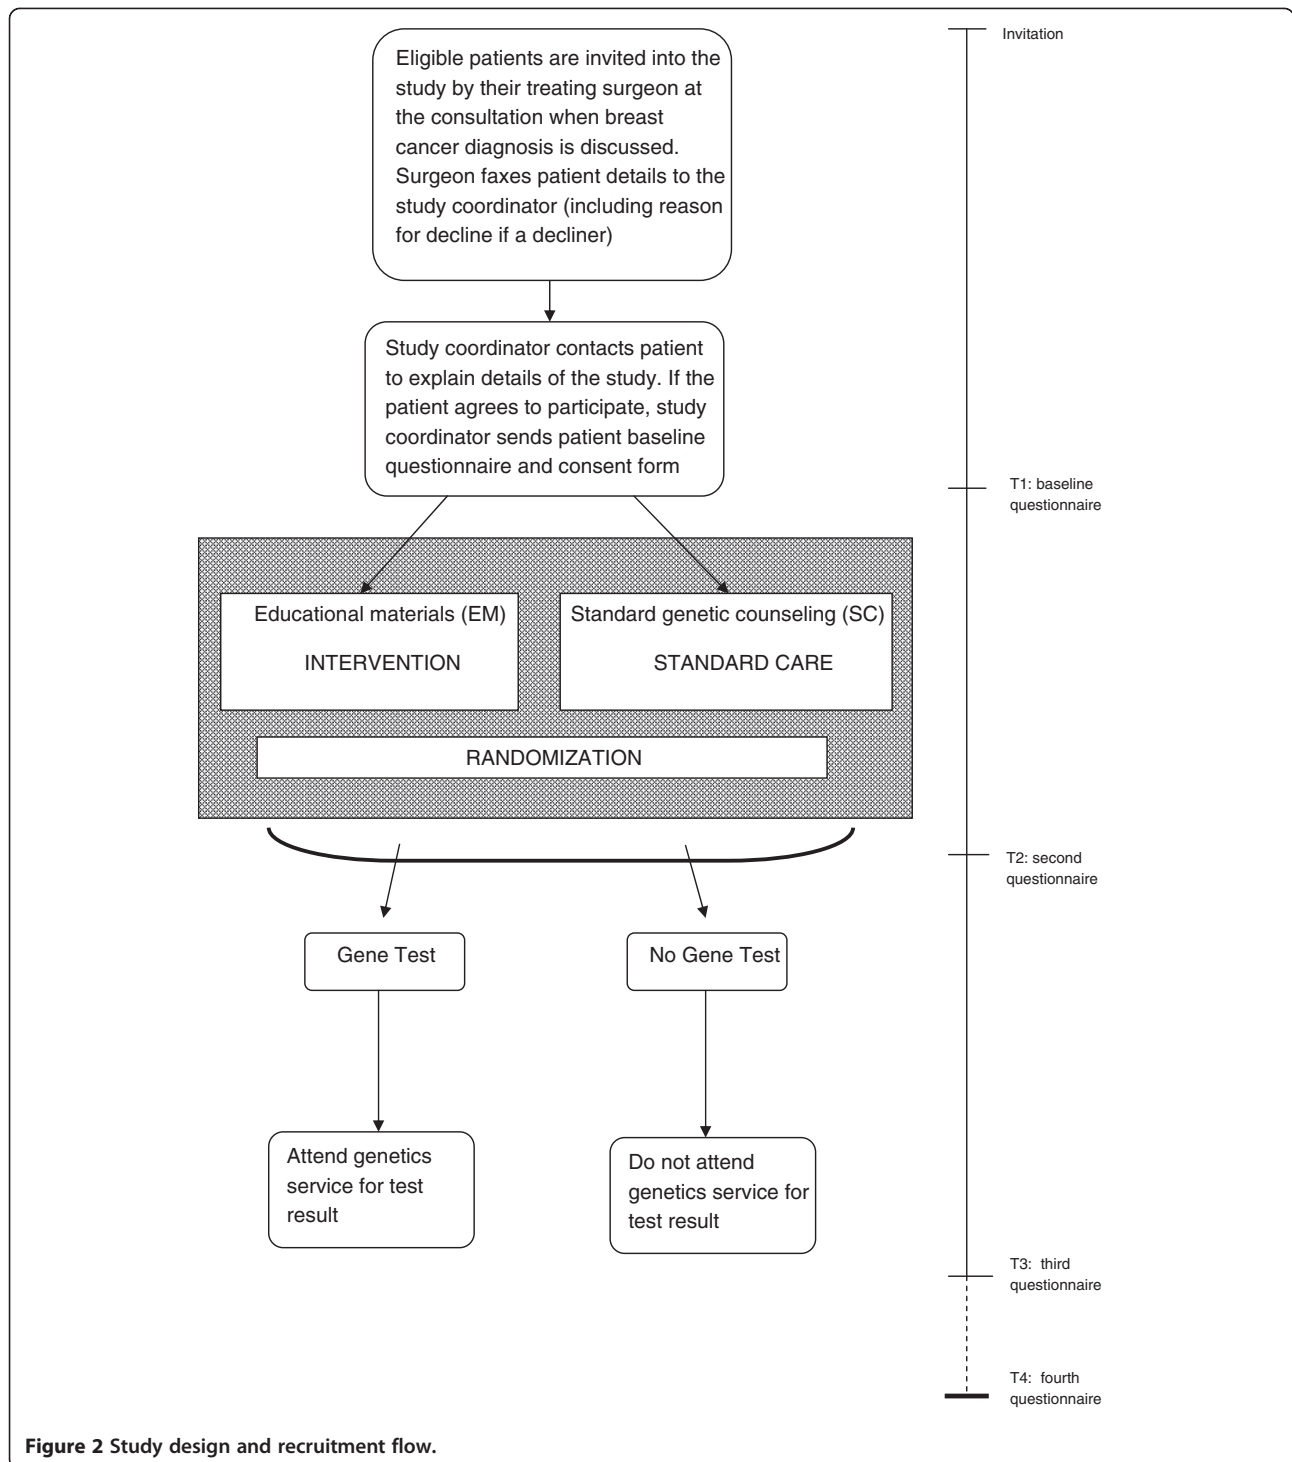 Eligible patients are invited into the
study by their treating surgeon at
the consultation when breast
cancer diagnosis is discussed.
Surgeon faxes patient details to the
study coordinator (including reason
for decline if a decliner)
Invitation
Study coordinator contacts patient
to explain details of the study. If the
patient agrees to participate, study
coordinator sends patient baseline
questionnaire and consent form
T1: baseline
questionnaire
Educational materials (EM)
INTERVENTION
Standard genetic counseling (SC)
STANDARD CARE
RANDOMIZATION
T2: second
questionnaire
Gene Test
No Gene Test
Attend genetics
service for test
result
Do not attend
genetics service for
test result
T3: third
questionnaire
T4: fourth
questionnaire
Figure 2 Study design and recruitment flow.